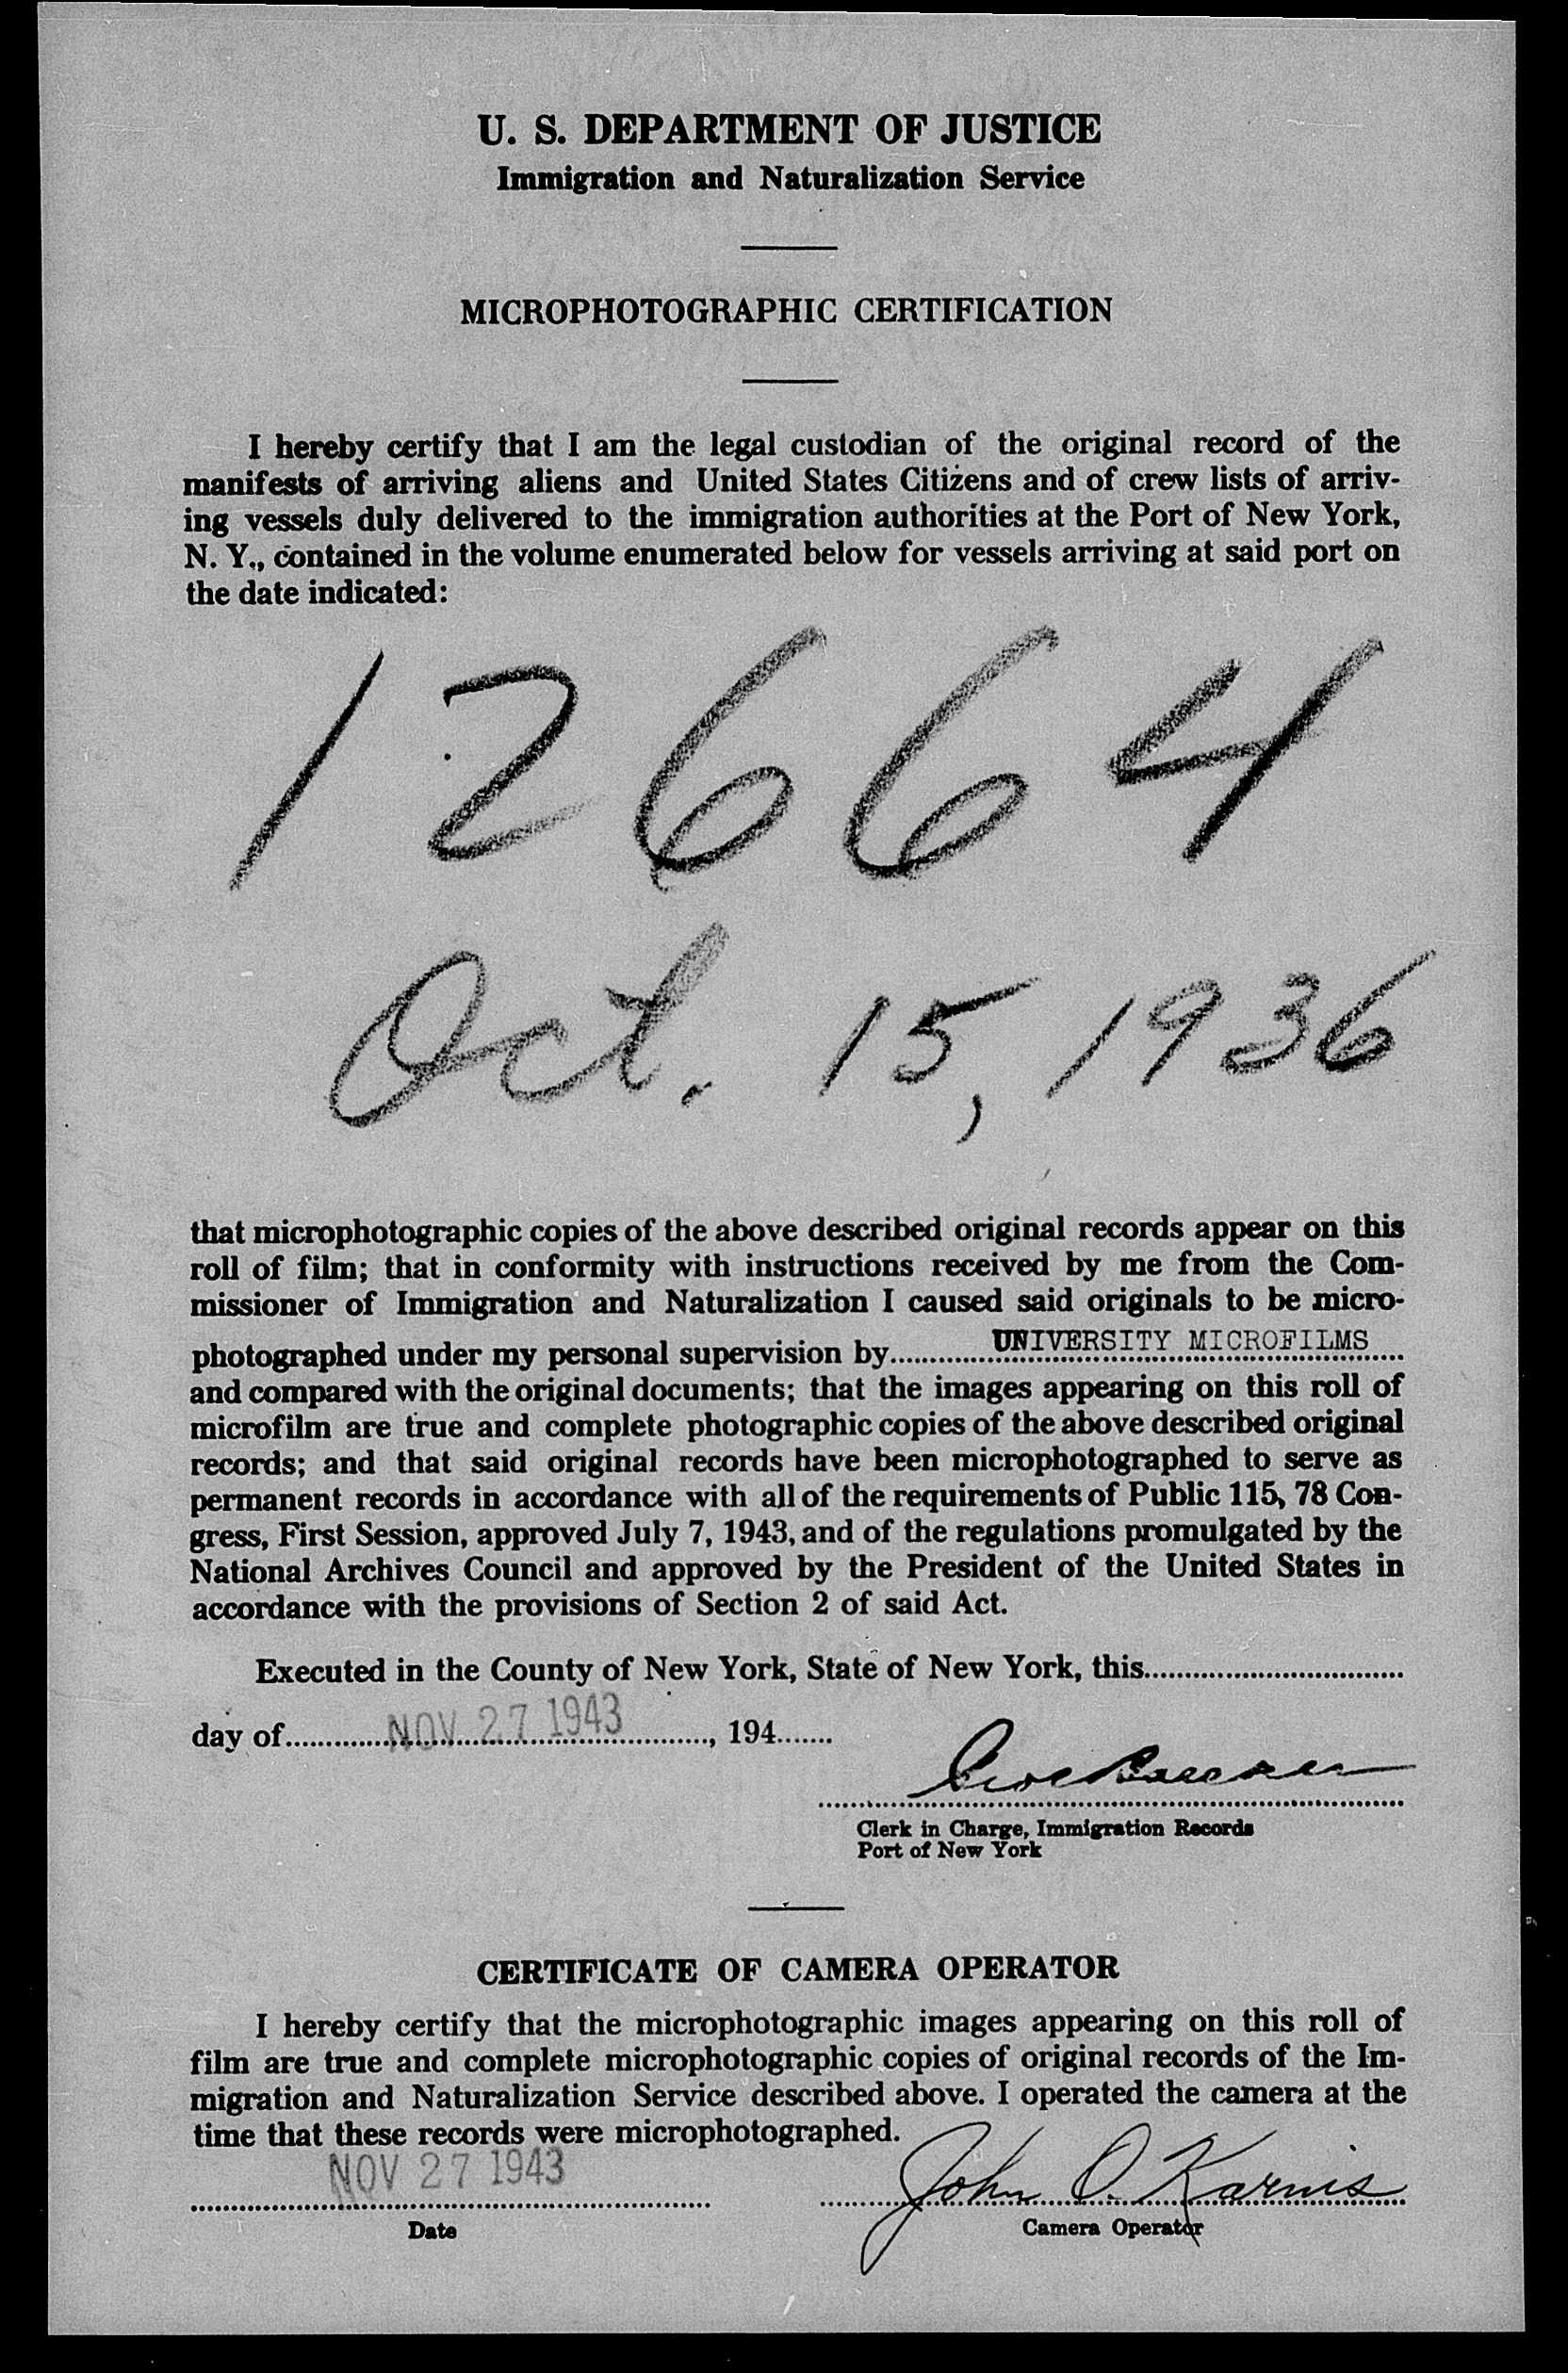 U. S. DEPARTMENT OF JUSTICE
Immigration and Naturalization Service
MICROPHOTOGRAPHIC CERTIFICATION
I hereby certify that I am the legal custodian of the original record of the
manifests of arriving aliens and United States Citizens and of crew lists of arriv-
ing vessels duly delivered to the immigration authorities at the Port of New York,
N. Y., contained in the volume enumerated below for vessels arriving at said port on
the date indicated:
12664
Oct. 15, 1936
that microphotographic copies of the above described original records appear on this
roll of film; that in conformity with instructions received by me from the Com-
missioner of Immigration and Naturalization I caused said originals to be micro-
photographed under my personal supervision by UNIVERSITY MICROFILMS
and compared with the original documents; that the images appearing on this roll of
microfilm are true and complete photographic copies of the above described original
records; and that said original records have been microphotographed to serve as
permanent records in accordance with all of the requirements of Public 115, 78 Con-
gress, First Session, approved July 7, 1943, and of the regulations promulgated by the
National Archives Council and approved by the President of the United States in
accordance with the provisions of Section 2 of said Act.
Executed in the County of New York, State of New York, this
day of NOV 27 1943, 194
Clerk in Charge, Immigration Records
Port of New York
CERTIFICATE OF CAMERA OPERATOR
I hereby certify that the microphotographic images appearing on this roll of
film are true and complete microphotographic copies of original records of the Im-
migration and Naturalization Service described above. I operated the camera at the
time that these records were microphotographed.
NOV 27 1943 John O. Karnis
Date Camera Operator